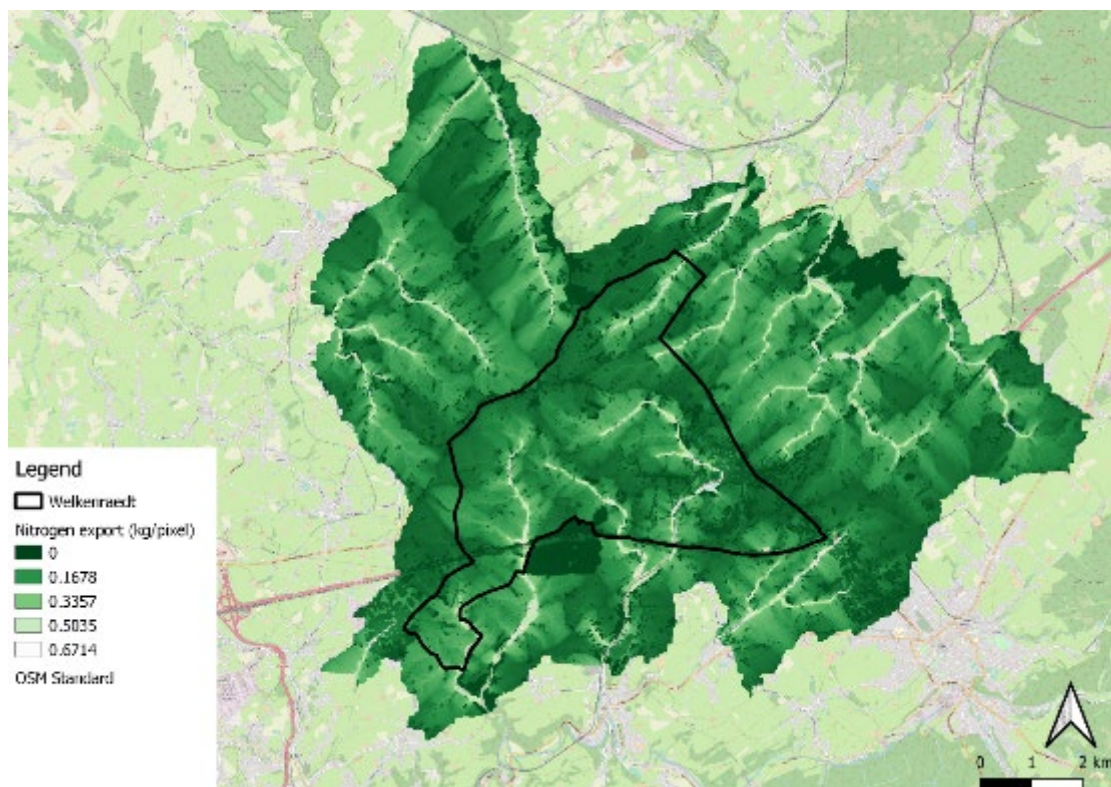 Legend
Welkenraedt
Nitrogen export (kg/pixel)
0
0.1678
0.3357
0.5035
0.6714
OSM Standard
0 1 2 km